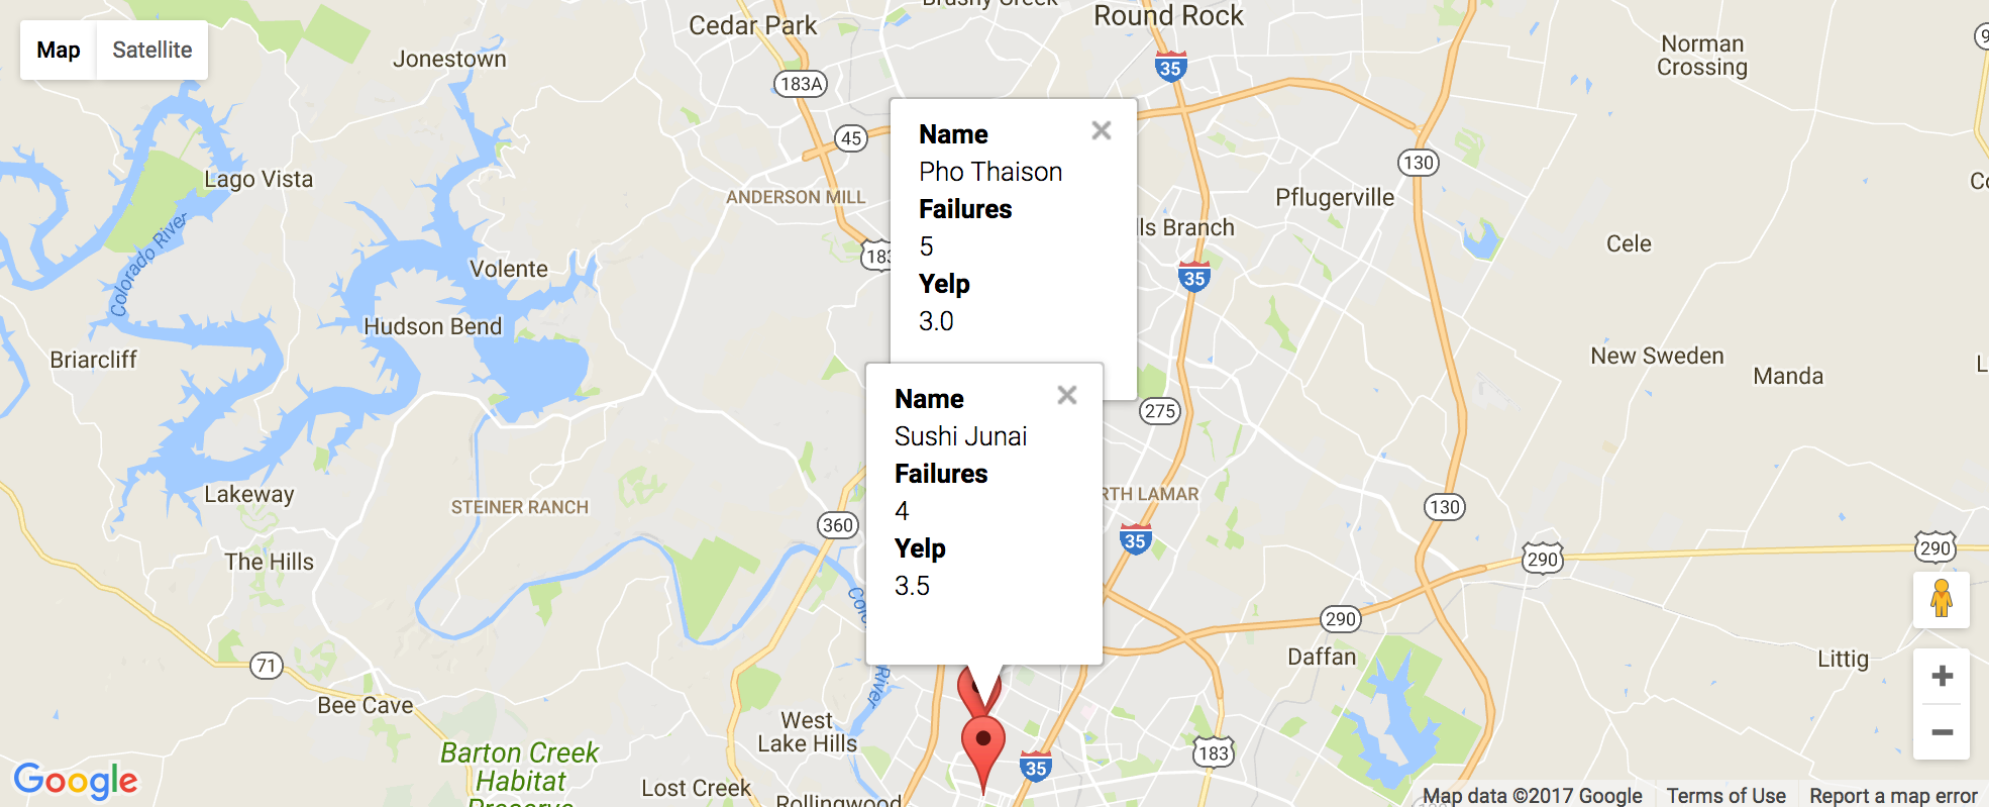 Map
Satellite
Jonestown
Cedar Park
Brushy Creek
Round Rock
Norman
Crossing
183A
35
45
130
Lago Vista
ANDERSON MILL
Pflugerville
Colorado River
Volente
Cele
35
Hudson Bend
Briarcliff
New Sweden
Manda
275
Name
Pho Thaison
Failures
5
Yelp
3.0
Name
Sushi Junai
Failures
4
Yelp
3.5
Lakeway
STEINER RANCH
360
35
130
290
290
The Hills
290
Daffan
Littig
71
Bee Cave
River
West
Lake Hills
183
35
Barton Creek
Habitat
Preserve
Lost Creek
Rollingwood
Google
Map data ©2017 Google
Terms of Use
Report a map error